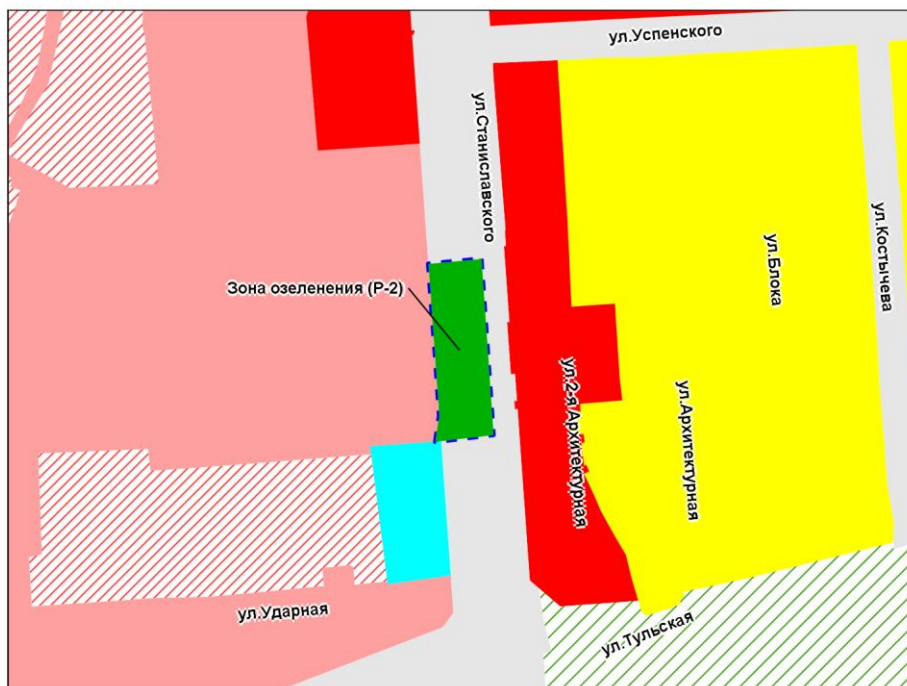 ул.Успенского
ул.Станиславского
ул.Костычева
ул.Блока
Зона озеленения (Р-2)
ул.2-я Архитектурная
ул.Архитектурная
ул.Ударная
ул.Тульская